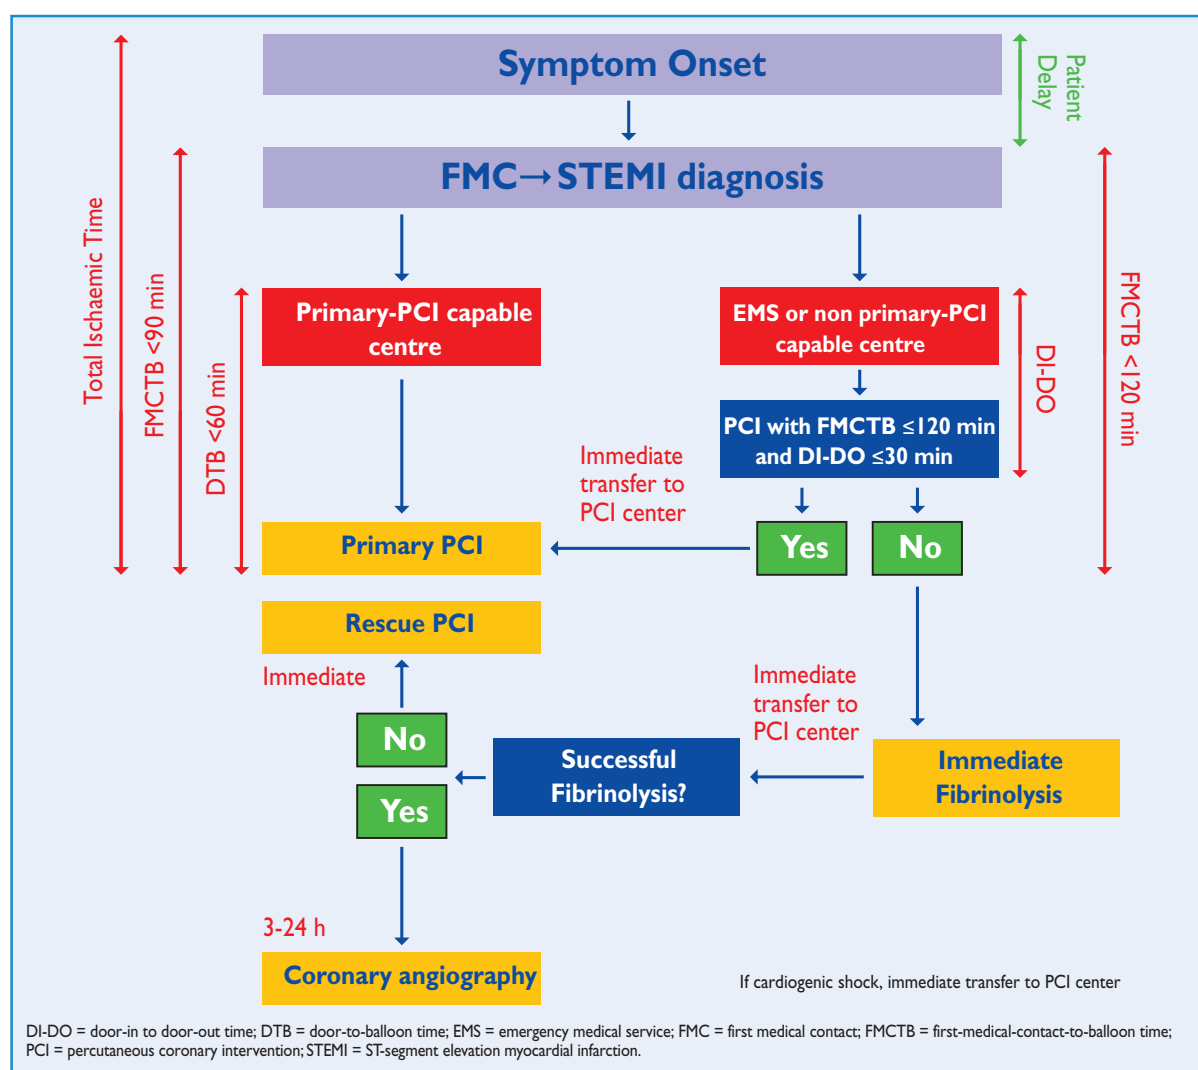 Symptom Onset
Patient
Delay
FMC→ STEMI diagnosis
Total Ischaemic Time
FMCTB <90 min
DTB <60 min
Primary-PCI capable
centre
EMS or non primary-PCI
capable centre
DI-DO
FMCTB <120 min
PCI with FMCTB ≤120 min
and DI-DO ≤30 min
Immediate
transfer to
PCI center
Primary PCI
Yes
No
Rescue PCI
Immediate
Immediate
transfer to
PCI center
No
Yes
Successful
Fibrinolysis?
Immediate
Fibrinolysis
3-24 h
Coronary angiography
If cardiogenic shock, immediate transfer to PCI center
DI-DO = door-in to door-out time; DTB = door-to-balloon time; EMS = emergency medical service; FMC = first medical contact; FMCTB = first-medical-contact-to-balloon time;
PCI = percutaneous coronary intervention; STEMI = ST-segment elevation myocardial infarction.